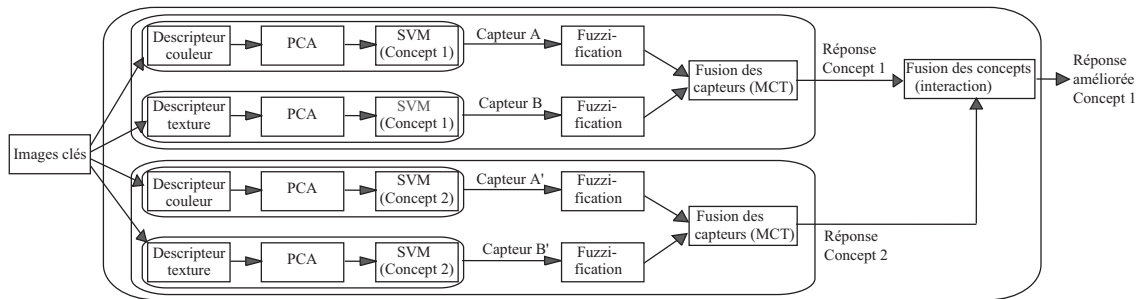 Descripteur
couleur
PCA
SVM
(Concept 1)
Capteur A
Fuzzi-
fication
Descripteur
texture
PCA
SVM
(Concept 1)
Capteur B
Fuzzi-
fication
Fusion des
capteurs (MCT)
Réponse
Concept 1
Fusion des concepts
(interaction)
Réponse
améliorée
Concept 1
Images clés
Descripteur
couleur
PCA
SVM
(Concept 2)
Capteur A'
Fuzzi-
fication
Descripteur
texture
PCA
SVM
(Concept 2)
Capteur B'
Fuzzi-
fication
Fusion des
capteurs (MCT)
Réponse
Concept 2